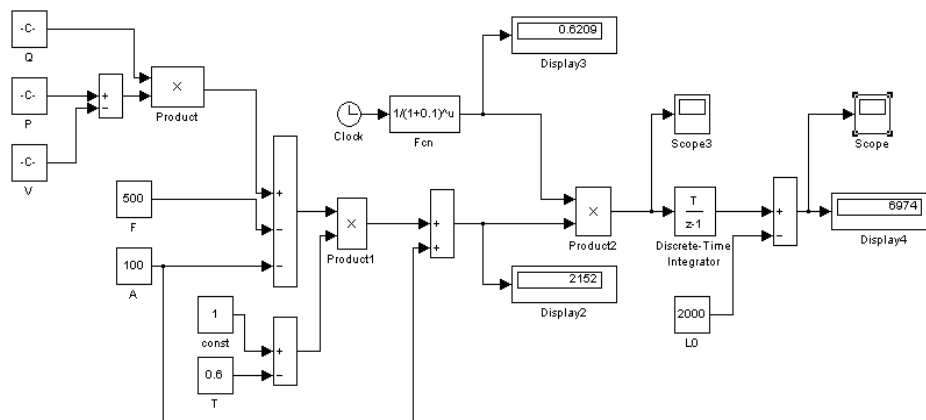 -C-
Q
-C-
P
-C-
V
+
−
×
Product
500
F
100
A
+
−
−
1
const
0.6
T
+
−
×
Product1
Clock
1/(1+0.1)^u
Fcn
0.6209
Display3
+
+
×
Product2
2152
Display2
Scope3
T
z-1
Discrete-Time
Integrator
2000
L0
+
−
Scope
6974
Display4